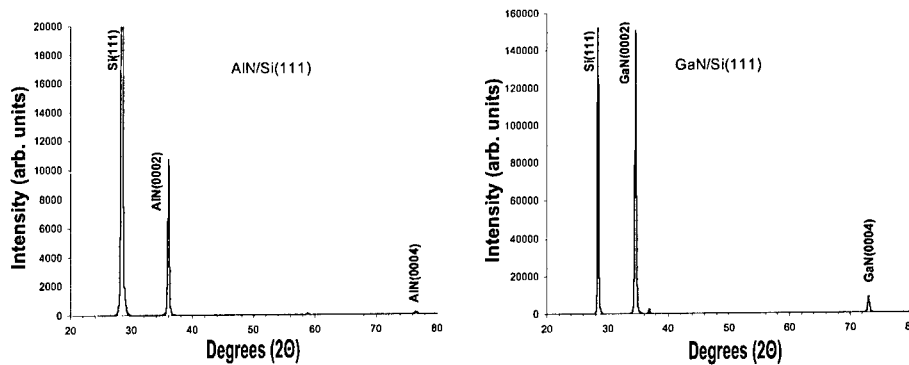 Intensity (arb. units)
20000
18000
16000
14000
12000
10000
8000
6000
4000
2000
0
Si(111)
AlN/Si(111)
AlN(0002)
AlN(0004)
20 30 40 50 60 70 80
Degrees (2Θ)
Intensity (arb. units)
160000
140000
120000
100000
80000
60000
40000
20000
0
Si(111)
GaN(0002)
GaN/Si(111)
GaN(0004)
20 30 40 50 60 70 80
Degrees (2Θ)